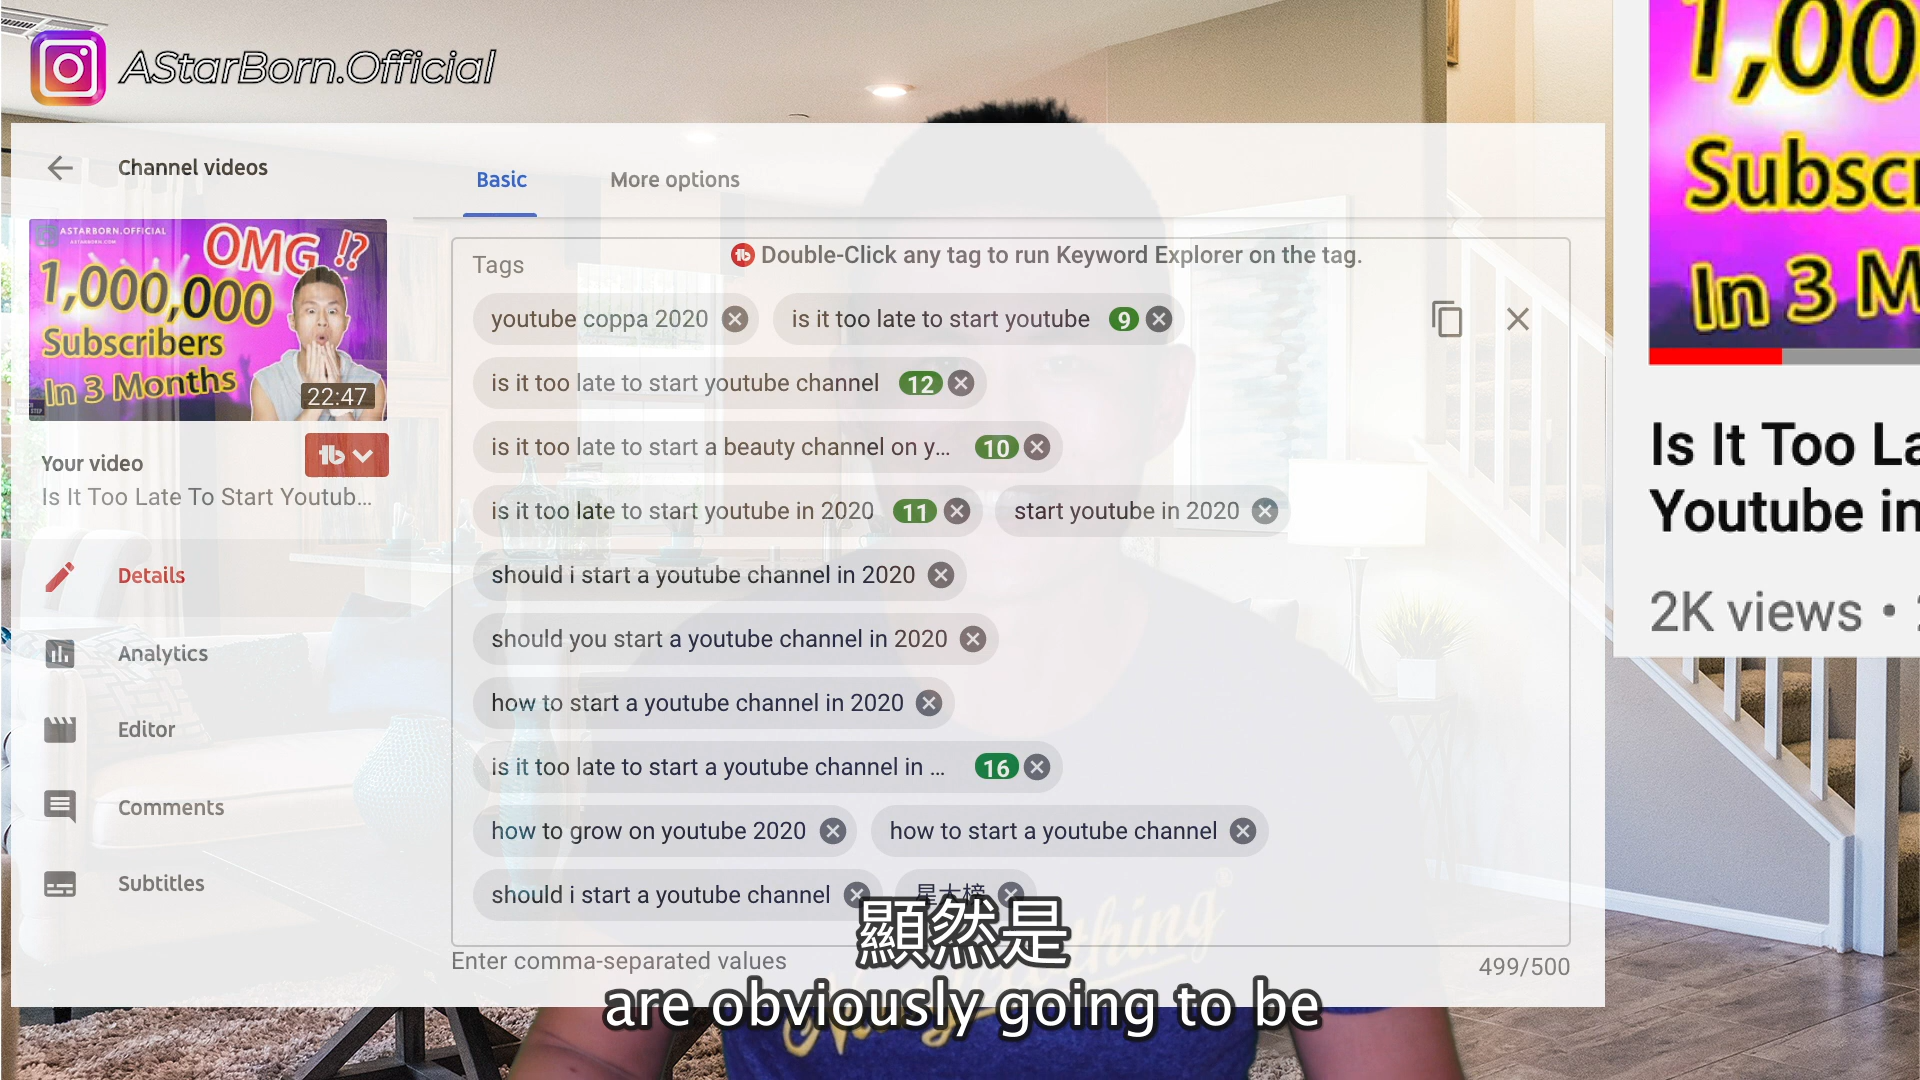 AStarBorn.Official
Channel videos
Basic
More options
ASTARBORN.OFFICIAL
ASTARBORN.COM
OMG !?
1,000,000
Subscribers
In 3 Months
22:47
Your video
Is It Too Late To Start Youtub...
Details
Analytics
Editor
Comments
Subtitles
Tags
Double-Click any tag to run Keyword Explorer on the tag.
youtube coppa 2020
is it too late to start youtube 9
is it too late to start youtube channel 12
is it too late to start a beauty channel on y... 10
is it too late to start youtube in 2020 11
start youtube in 2020
should i start a youtube channel in 2020
should you start a youtube channel in 2020
how to start a youtube channel in 2020
is it too late to start a youtube channel in ... 16
how to grow on youtube 2020
how to start a youtube channel
should i start a youtube channel
Enter comma-separated values
499/500
1,00
Subsc
In 3 M
Is It Too La
Youtube in
2K views •
顯然是
are obviously going to be